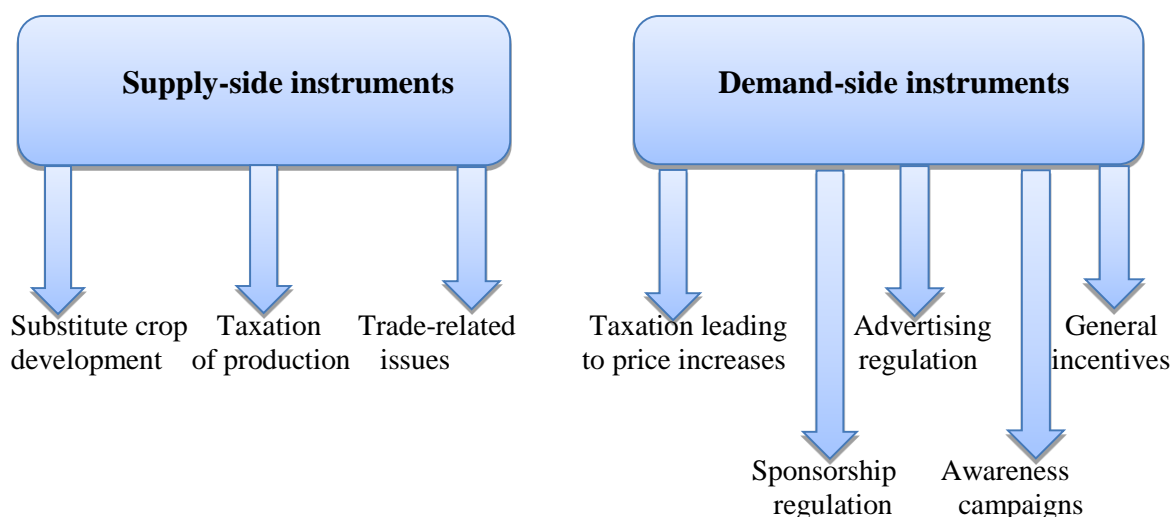 Supply-side instruments
Demand-side instruments
Substitute crop
development
Taxation
of production
Trade-related
issues
Taxation leading
to price increases
Advertising
regulation
General
incentives
Sponsorship
regulation
Awareness
campaigns